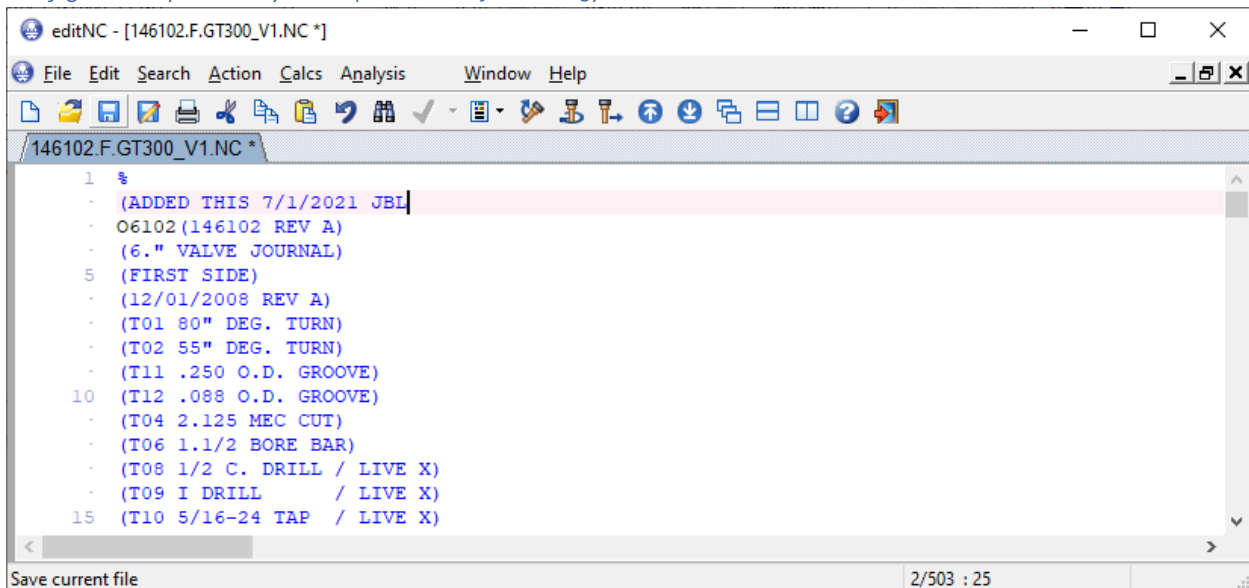 editNC - [146102.F.GT300_V1.NC *]
File Edit Search Action Calcs Analysis Window Help
146102.F.GT300_V1.NC *
1 %
(ADDED THIS 7/1/2021 JBL
O6102(146102 REV A)
(6." VALVE JOURNAL)
5 (FIRST SIDE)
(12/01/2008 REV A)
(T01 80" DEG. TURN)
(T02 55" DEG. TURN)
(T11 .250 O.D. GROOVE)
10 (T12 .088 O.D. GROOVE)
(T04 2.125 MEC CUT)
(T06 1.1/2 BORE BAR)
(T08 1/2 C. DRILL / LIVE X)
(T09 I DRILL / LIVE X)
15 (T10 5/16-24 TAP / LIVE X)
Save current file 2/503 : 25